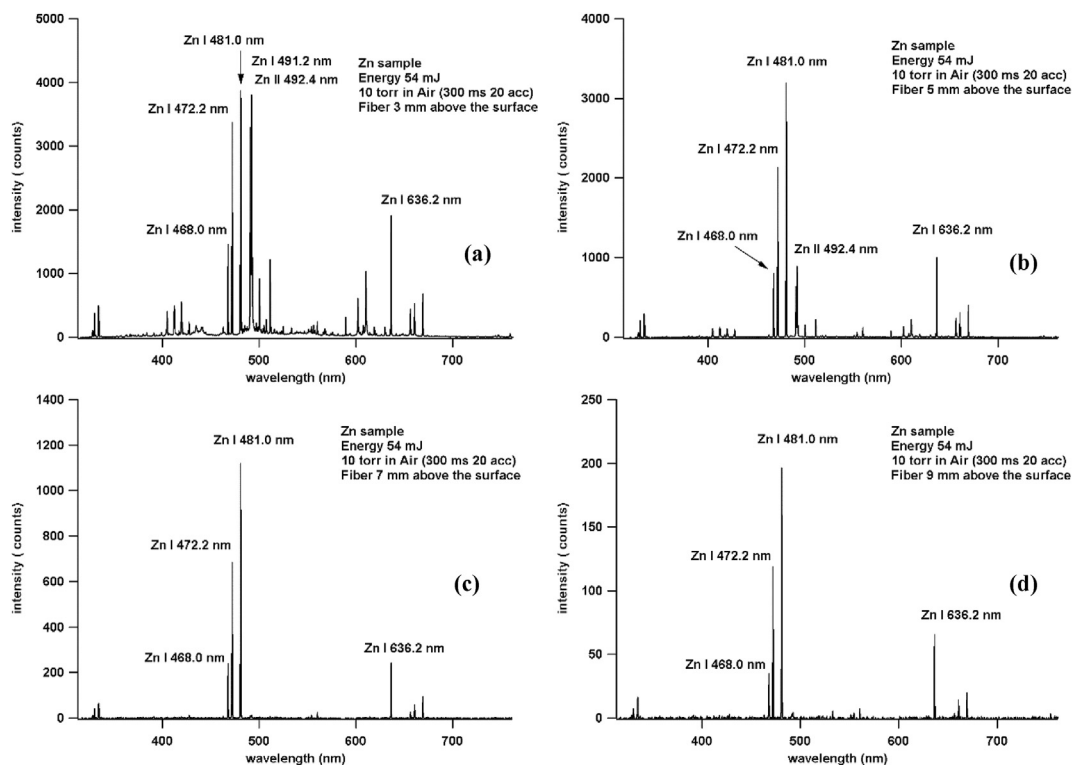 5000
4000
3000
2000
1000
0
intensity ( counts)
Zn I 481.0 nm
Zn I 491.2 nm
Zn II 492.4 nm
Zn I 472.2 nm
Zn I 468.0 nm
Zn I 636.2 nm
Zn sample
Energy 54 mJ
10 torr in Air (300 ms 20 acc)
Fiber 3 mm above the surface
(a)
400 500 600 700
wavelength (nm)
4000
3000
2000
1000
0
intensity ( counts)
Zn I 481.0 nm
Zn I 472.2 nm
Zn I 468.0 nm
Zn II 492.4 nm
Zn I 636.2 nm
Zn sample
Energy 54 mJ
10 torr in Air (300 ms 20 acc)
Fiber 5 mm above the surface
(b)
400 500 600 700
wavelength (nm)
1400
1200
1000
800
600
400
200
0
intensity ( counts)
Zn I 481.0 nm
Zn I 472.2 nm
Zn I 468.0 nm
Zn I 636.2 nm
Zn sample
Energy 54 mJ
10 torr in Air (300 ms 20 acc)
Fiber 7 mm above the surface
(c)
400 500 600 700
wavelength (nm)
250
200
150
100
50
0
intensity ( counts)
Zn I 481.0 nm
Zn I 472.2 nm
Zn I 468.0 nm
Zn I 636.2 nm
Zn sample
Energy 54 mJ
10 torr in Air (300 ms 20 acc)
Fiber 9 mm above the surface
(d)
400 500 600 700
wavelength (nm)